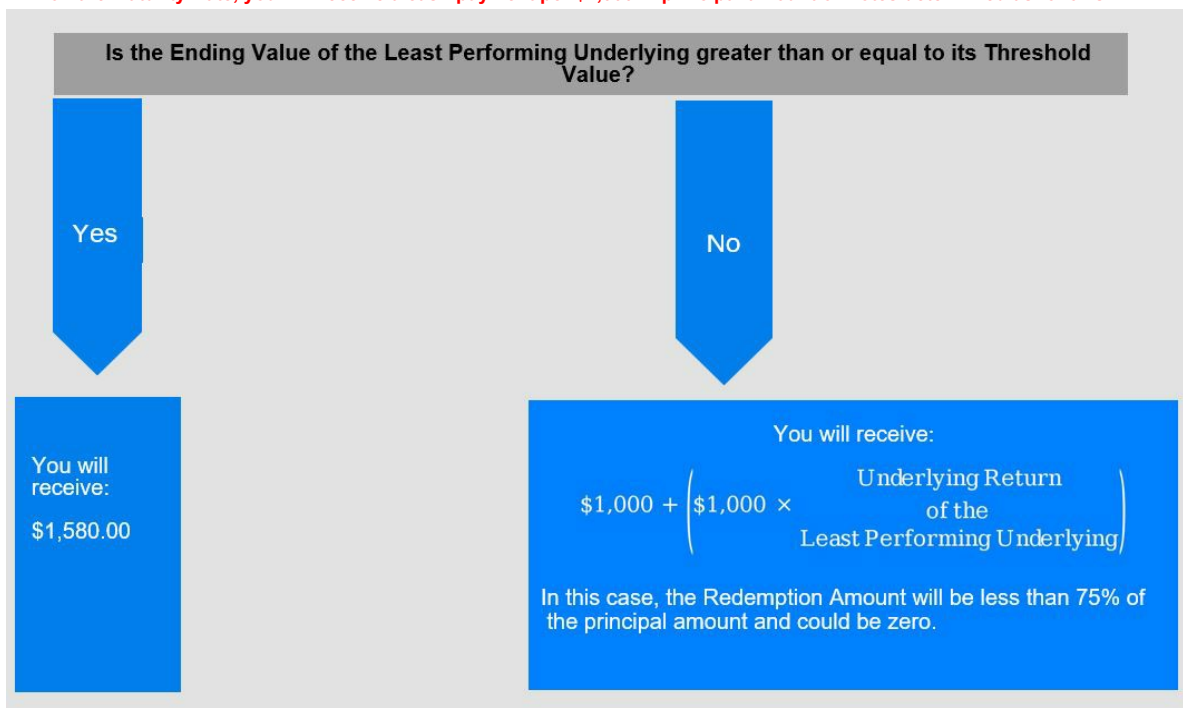 Is the Ending Value of the Least Performing Underlying greater than or equal to its Threshold
Value?
Yes
No
You will
receive:
$1,580.00
You will receive:
$1,000 + ($1,000 × Underlying Return
of the
Least Performing Underlying)
In this case, the Redemption Amount will be less than 75% of
the principal amount and could be zero.